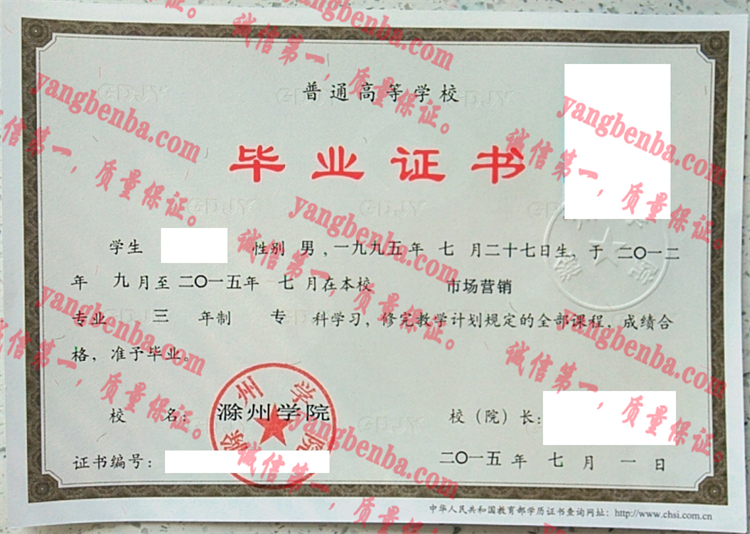 普通高等学校
毕业证书
学生 性别 男，一九九五年 七 月二十七日生，于 二〇一二
年 九月至二〇一五年 七 月在本校 市场营销
专业 三 年制 专 科学习，修完教学计划规定的全部课程，成绩合
格，准予毕业。
校 名： 滁州学院 校（院）长：
证书编号： 二〇一五 年 七 月 一日
中华人民共和国教育部学历证书查询网址：http://www.chsi.com.cn
滁州学院
yangbenba.com
诚信第一，质量保证。